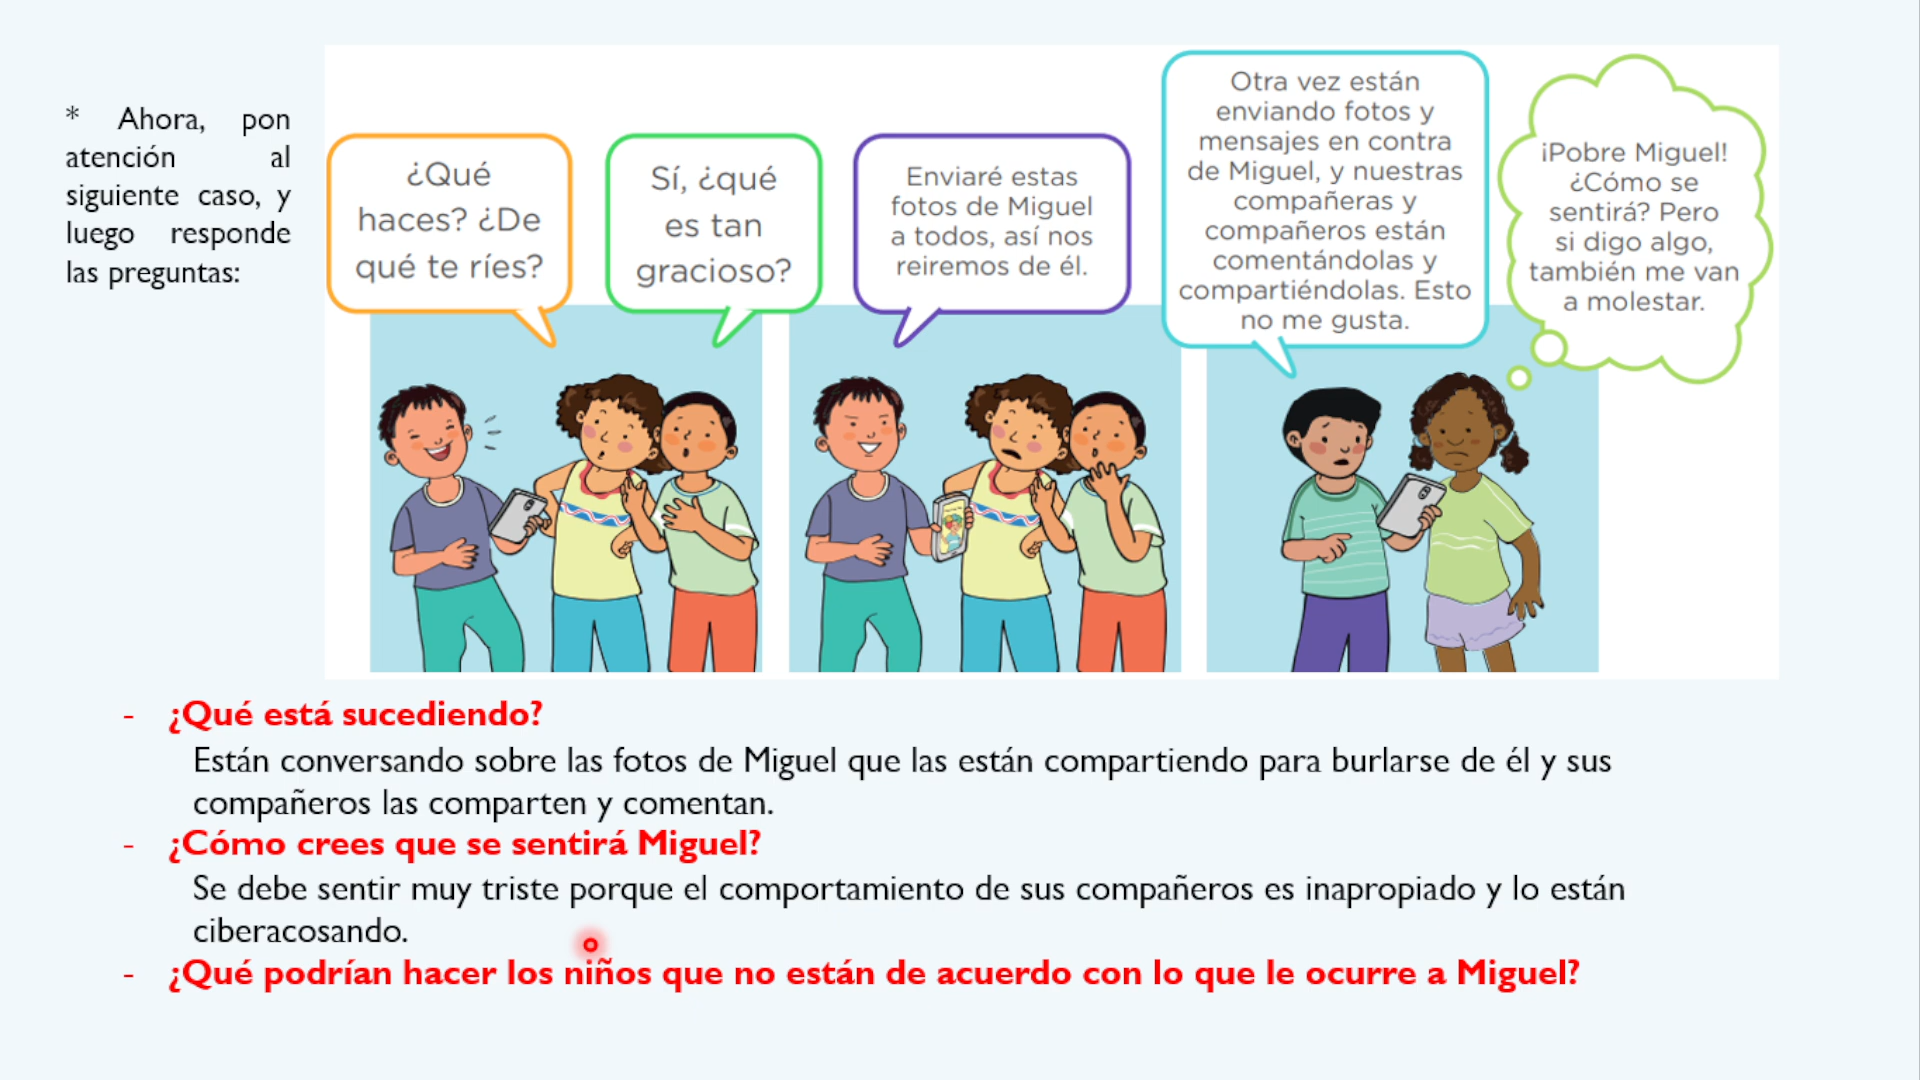 * Ahora, pon
atención al
siguiente caso, y
luego responde
las preguntas:
¿Qué
haces? ¿De
qué te ríes?
Sí, ¿qué
es tan
gracioso?
Enviaré estas
fotos de Miguel
a todos, así nos
reiremos de él.
Otra vez están
enviando fotos y
mensajes en contra
de Miguel, y nuestras
compañeras y
compañeros están
comentándolas y
compartiéndolas. Esto
no me gusta.
¡Pobre Miguel!
¿Cómo se
sentirá? Pero
si digo algo,
también me van
a molestar.
- ¿Qué está sucediendo?
Están conversando sobre las fotos de Miguel que las están compartiendo para burlarse de él y sus
compañeros las comparten y comentan.
- ¿Cómo crees que se sentirá Miguel?
Se debe sentir muy triste porque el comportamiento de sus compañeros es inapropiado y lo están
ciberacosando.
- ¿Qué podrían hacer los niños que no están de acuerdo con lo que le ocurre a Miguel?